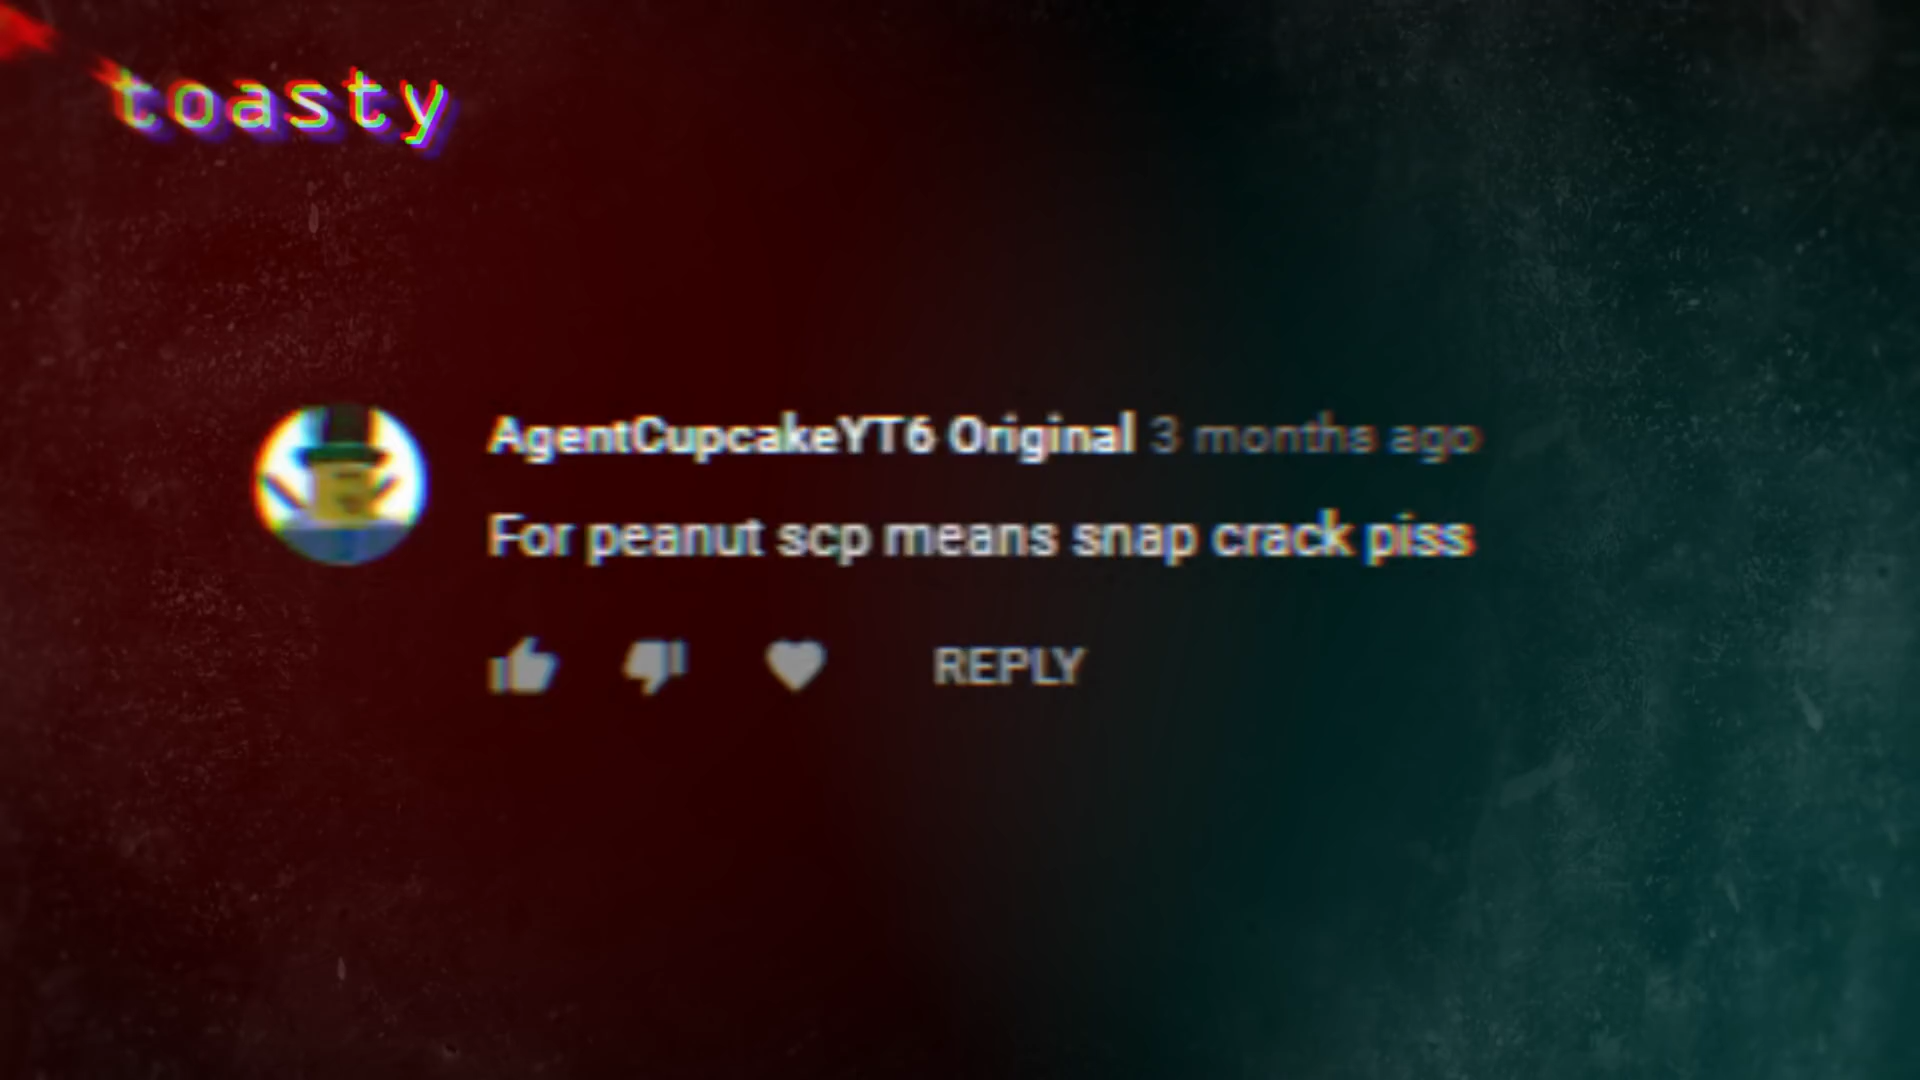 toasty
AgentCupcakeYT6 Original 3 months ago
For peanut scp means snap crack piss
REPLY